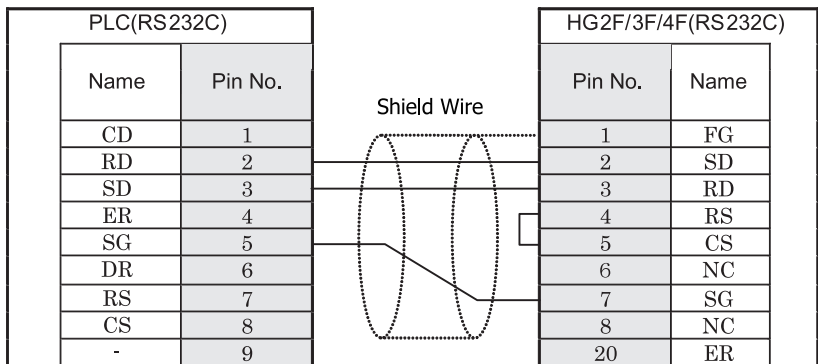 PLC(RS232C) HG2F/3F/4F(RS232C)
Name Pin No. Pin No. Name
Shield Wire
CD 1 1 FG
RD 2 2 SD
SD 3 3 RD
ER 4 4 RS
SG 5 5 CS
DR 6 6 NC
RS 7 7 SG
CS 8 8 NC
- 9 20 ER